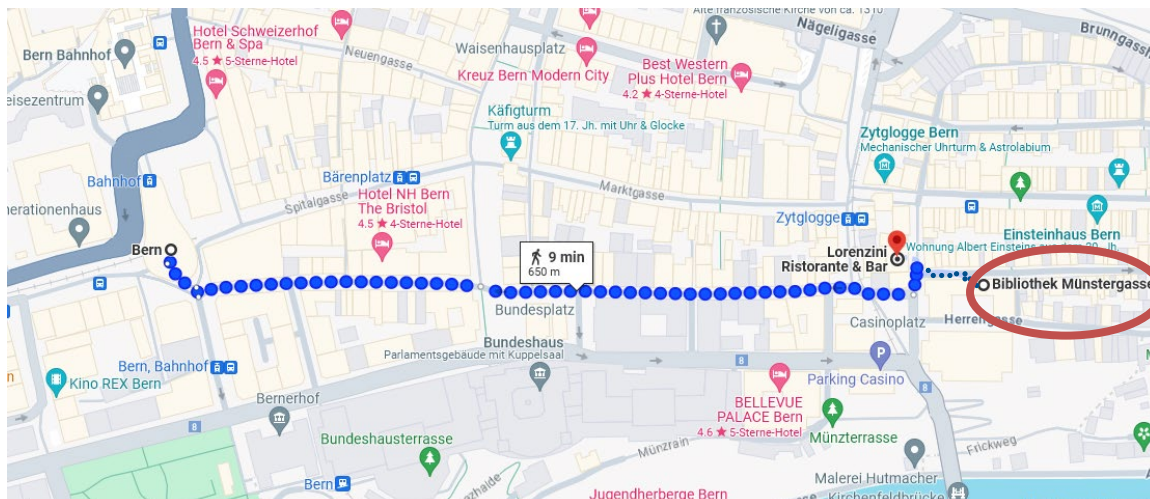 Alte französische Kirche von ca. 1310
Hotel Schweizerhof
Bern & Spa
4.5 ★ 5-Sterne-Hotel
Bern Bahnhof
Waisenhausplatz
Nägeligasse
Brunngasshalde
Neuengasse
Kreuz Bern Modern City
Best Western
Plus Hotel Bern
4.2 ★ 4-Sterne-Hotel
Käfigturm
Turm aus dem 17. Jh. mit Uhr & Glocke
Zytglogge Bern
Mechanischer Uhrturm & Astrolabium
Bahnhof
Bärenplatz
Spitalgasse
Marktgasse
Hotel NH Bern
The Bristol
4.5 ★ 4-Sterne-Hotel
Zytglogge
Einsteinhaus Bern
Wohnung Albert Einsteins
Bern
9 min
650 m
Lorenzini
Ristorante & Bar
Bibliothek Münstergasse
Bundesplatz
Casinoplatz
Herrengasse
Bundeshaus
Parlamentsgebäude mit Kuppelsaal
8
Bern, Bahnhof
Kino REX Bern
Parking Casino
8
Bernerhof
8
BELLEVUE
PALACE Bern
4.6 ★ 5-Sterne-Hotel
Bundeshausterrasse
Münzterrasse
Münzrain
Frickweg
Bern
Malerei Hutmacher
Kirchenfeldbrücke
Jugendherberge Bern